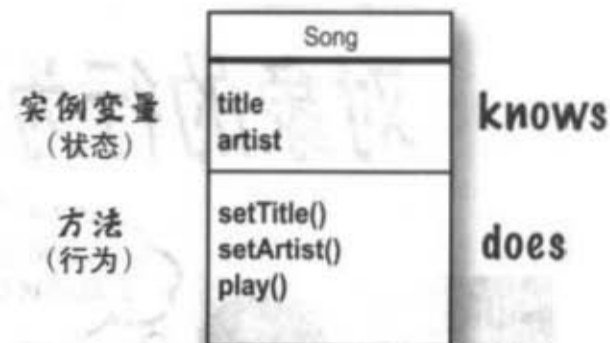 Song
实例变量
(状态)
title
artist
knows
方法
(行为)
setTitle()
setArtist()
play()
does